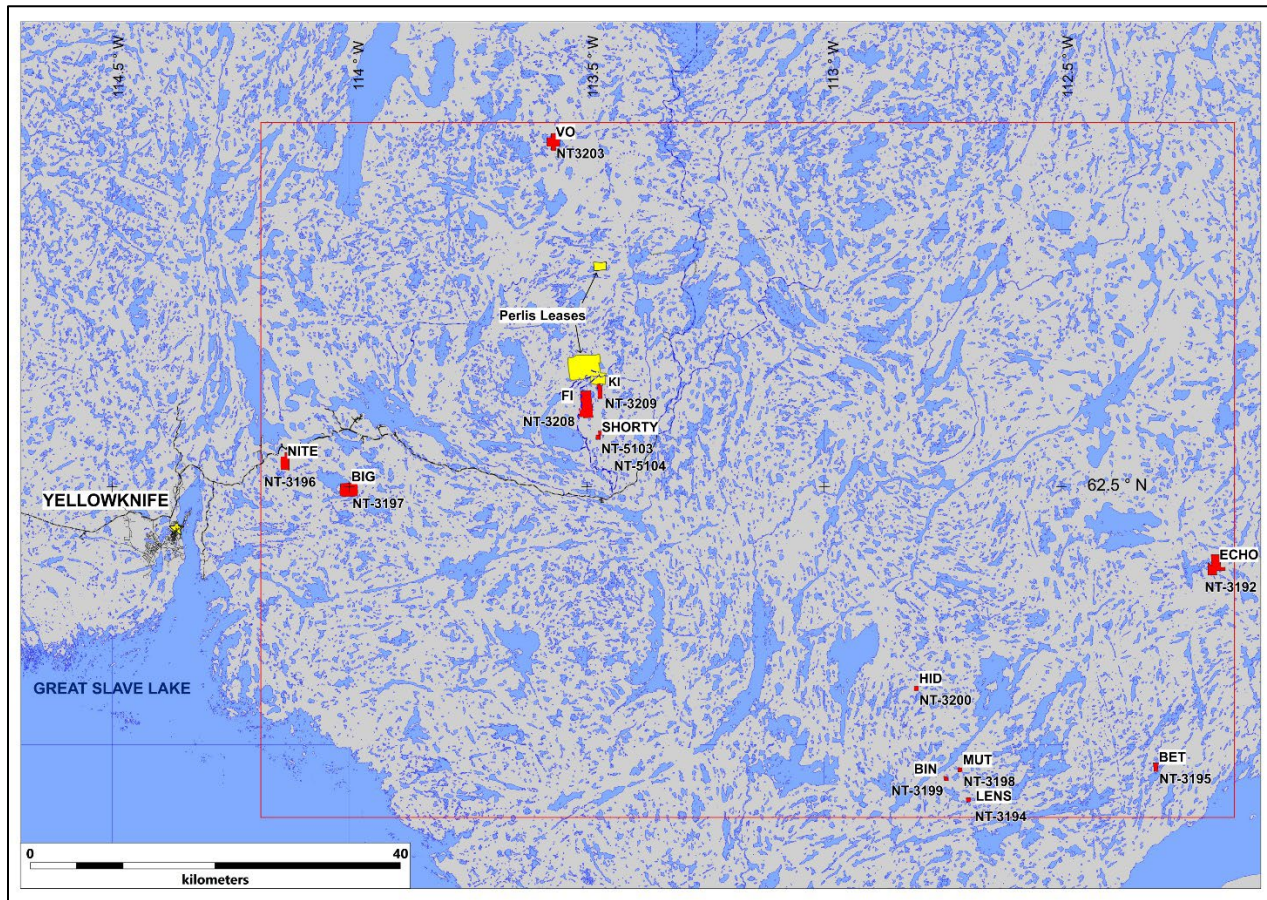 114.5 ° W
114 ° W
113.5 ° W
113 ° W
112.5 ° W
VO
NT3203
Perlis Leases
KI
FI
NT-3209
NT-3208
SHORTY
NT-5103
NT-5104
NITE
NT-3196
BIG
NT-3197
62.5 ° N
YELLOWKNIFE
ECHO
NT-3192
GREAT SLAVE LAKE
HID
NT-3200
BET
NT-3195
MUT
BIN
NT-3198
NT-3199
LENS
NT-3194
0
40
kilometers